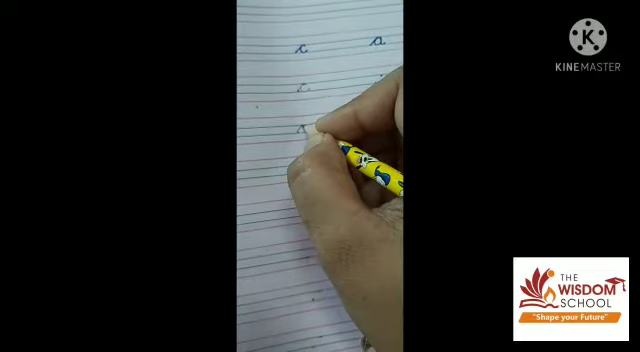 c a
c
KINEMASTER
THE
WISDOM
SCHOOL
"Shape your Future"